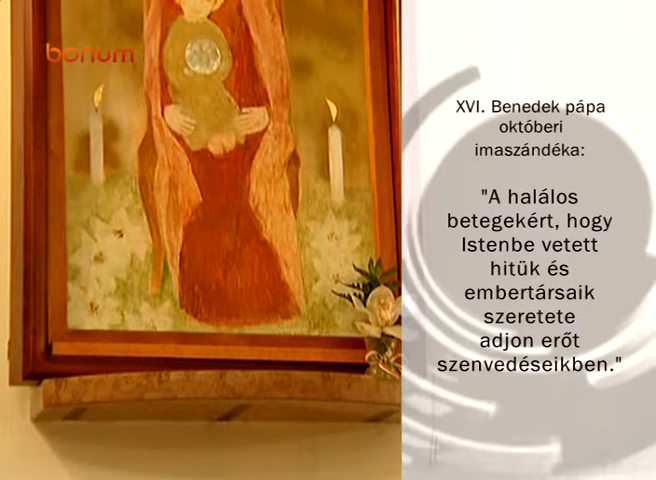 bonum
XVI. Benedek pápa
októberi
imaszándéka:
"A halálos
betegekért, hogy
Istenbe vetett
hitük és
embertársaik
szeretete
adjon erőt
szenvedéseikben."